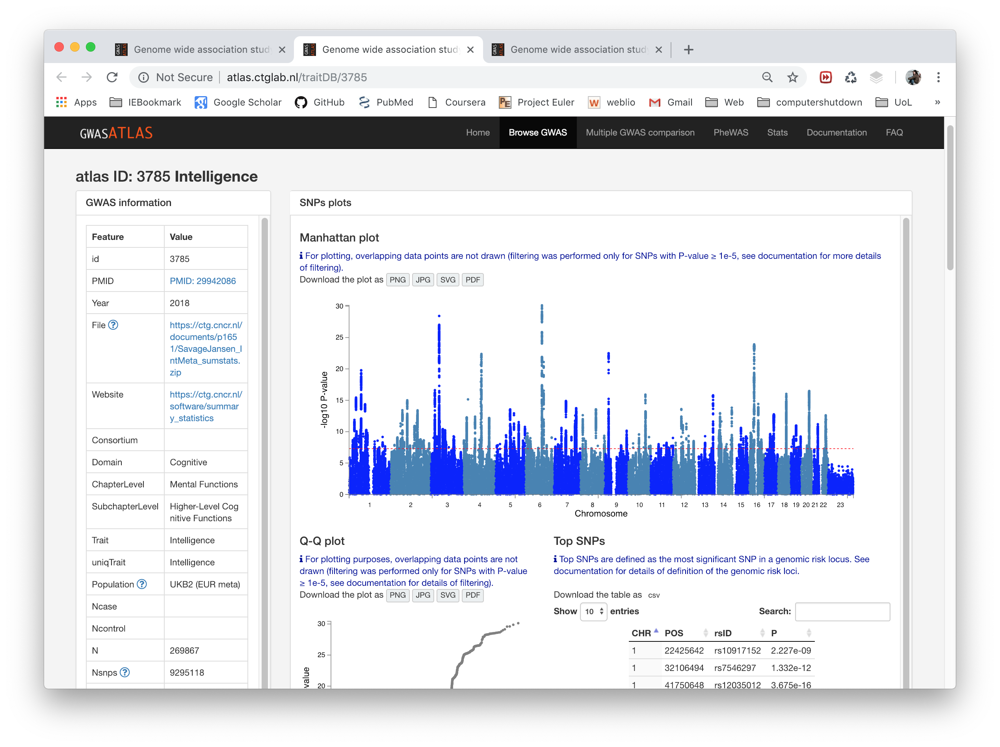 Genome wide association stud
Genome wide association stud
Genome wide association stud
Not Secure
atlas.ctglab.nl/traitDB/3785
Apps
IEBookmark
Google Scholar
GitHub
PubMed
Coursera
Project Euler
weblio
Gmail
Web
computershutdown
UoL
»
GWASATLAS
Home
Browse GWAS
Multiple GWAS comparison
PheWAS
Stats
Documentation
FAQ
atlas ID: 3785 Intelligence
GWAS information
Feature Value
id 3785
PMID PMID: 29942086
Year 2018
File https://ctg.cncr.nl/
documents/p165
1/SavageJansen_I
ntMeta_sumstats.
zip
Website https://ctg.cncr.nl/
software/summar
y_statistics
Consortium
Domain Cognitive
ChapterLevel Mental Functions
SubchapterLevel Higher-Level Cog
nitive Functions
Trait Intelligence
uniqTrait Intelligence
Population UKB2 (EUR meta)
Ncase
Ncontrol
N 269867
Nsnps 9295118
SNPs plots
Manhattan plot
For plotting, overlapping data points are not drawn (filtering was performed only for SNPs with P-value ≥ 1e-5, see documentation for more details
of filtering).
Download the plot as PNG JPG SVG PDF
30
25
20
15
10
5
0
-log10 P-value
1 2 3 4 5 6 7 8 9 10 11 12 13 14 15 16 17 18 19 20 21 22 23
Chromosome
Q-Q plot
For plotting purposes, overlapping data points are not
drawn (filtering was performed only for SNPs with P-value
≥ 1e-5, see documentation for details of filtering).
Download the plot as PNG JPG SVG PDF
30
25
20
value
Top SNPs
Top SNPs are defined as the most significant SNP in a genomic risk locus. See
documentation for details of definition of the genomic risk loci.
Download the table as csv
Show 10 entries
Search:
CHR POS rsID P
1 22425642 rs10917152 2.227e-09
1 32106494 rs7546297 1.332e-12
1 41750648 rs12035012 3.675e-16